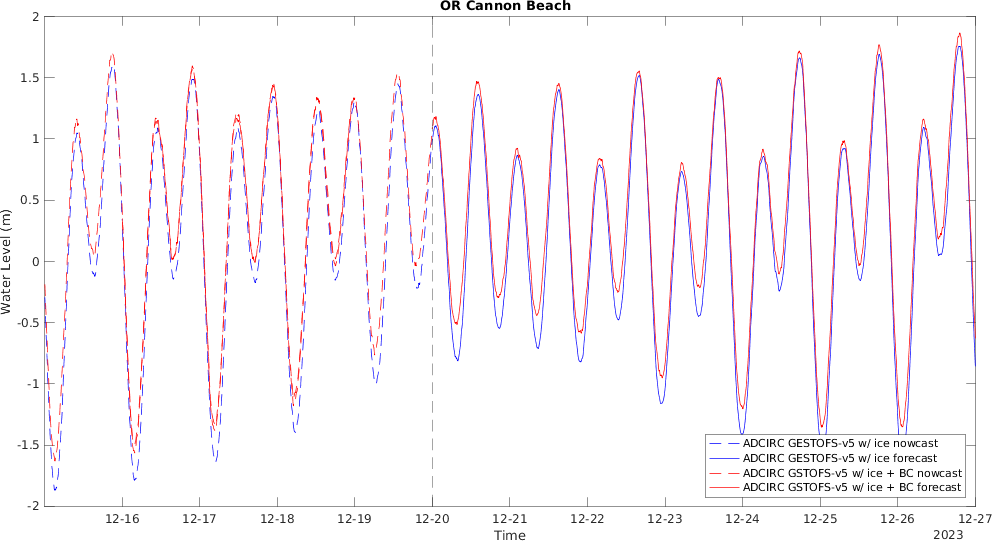 OR Cannon Beach
2
1.5
1
0.5
0
-0.5
-1
-1.5
-2
Water Level (m)
12-16 12-17 12-18 12-19 12-20 12-21 12-22 12-23 12-24 12-25 12-26 12-27
Time
2023
ADCIRC GESTOFS-v5 w/ ice nowcast
ADCIRC GESTOFS-v5 w/ ice forecast
ADCIRC GSTOFS-v5 w/ ice + BC nowcast
ADCIRC GSTOFS-v5 w/ ice + BC forecast